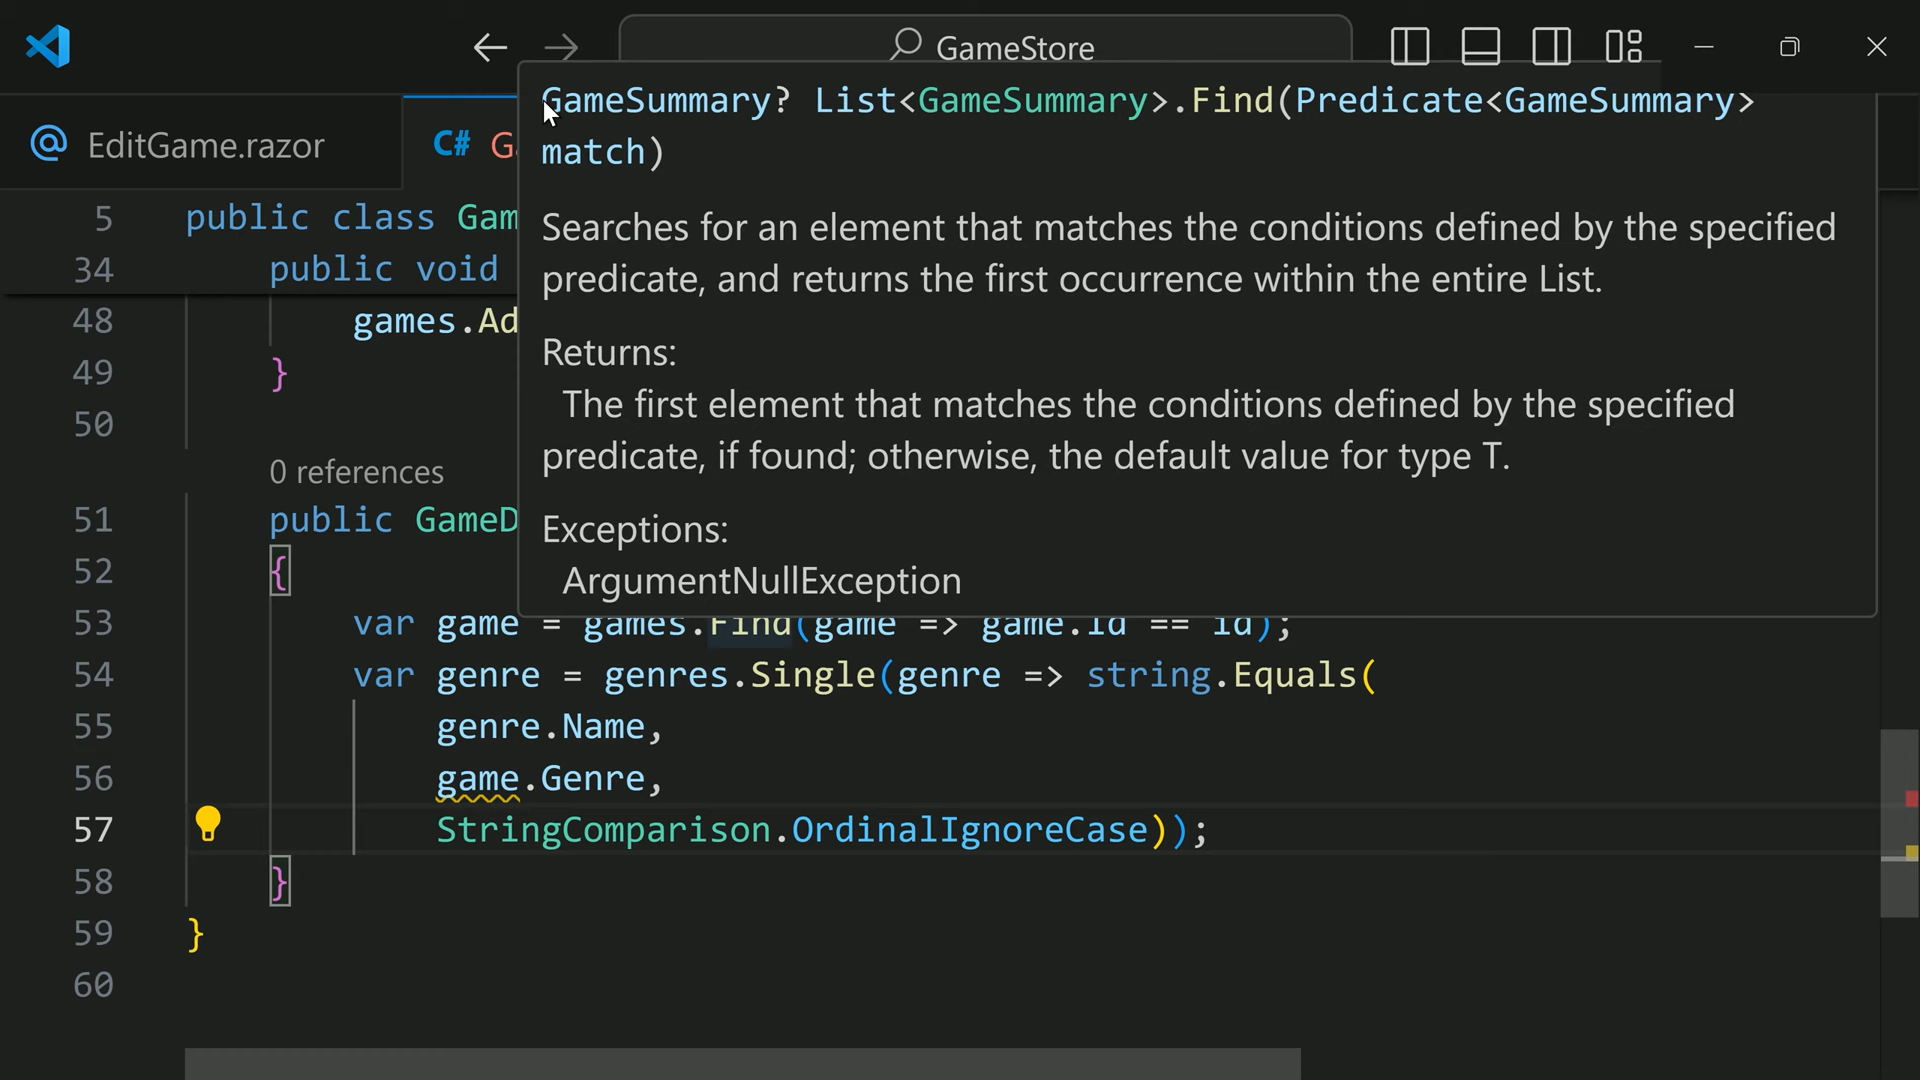 GameStore
EditGame.razor
C# Ga
GameSummary? List<GameSummary>.Find(Predicate<GameSummary>
match)
Searches for an element that matches the conditions defined by the specified
predicate, and returns the first occurrence within the entire List.
Returns:
The first element that matches the conditions defined by the specified
predicate, if found; otherwise, the default value for type T.
Exceptions:
ArgumentNullException
5 public class Gam
34 public void
48 games.Ad
49 }
50
0 references
51 public GameD
52 {
53 var game = games.Find(game => game.Id == id);
54 var genre = genres.Single(genre => string.Equals(
55 genre.Name,
56 game.Genre,
57 StringComparison.OrdinalIgnoreCase));
58 }
59 }
60